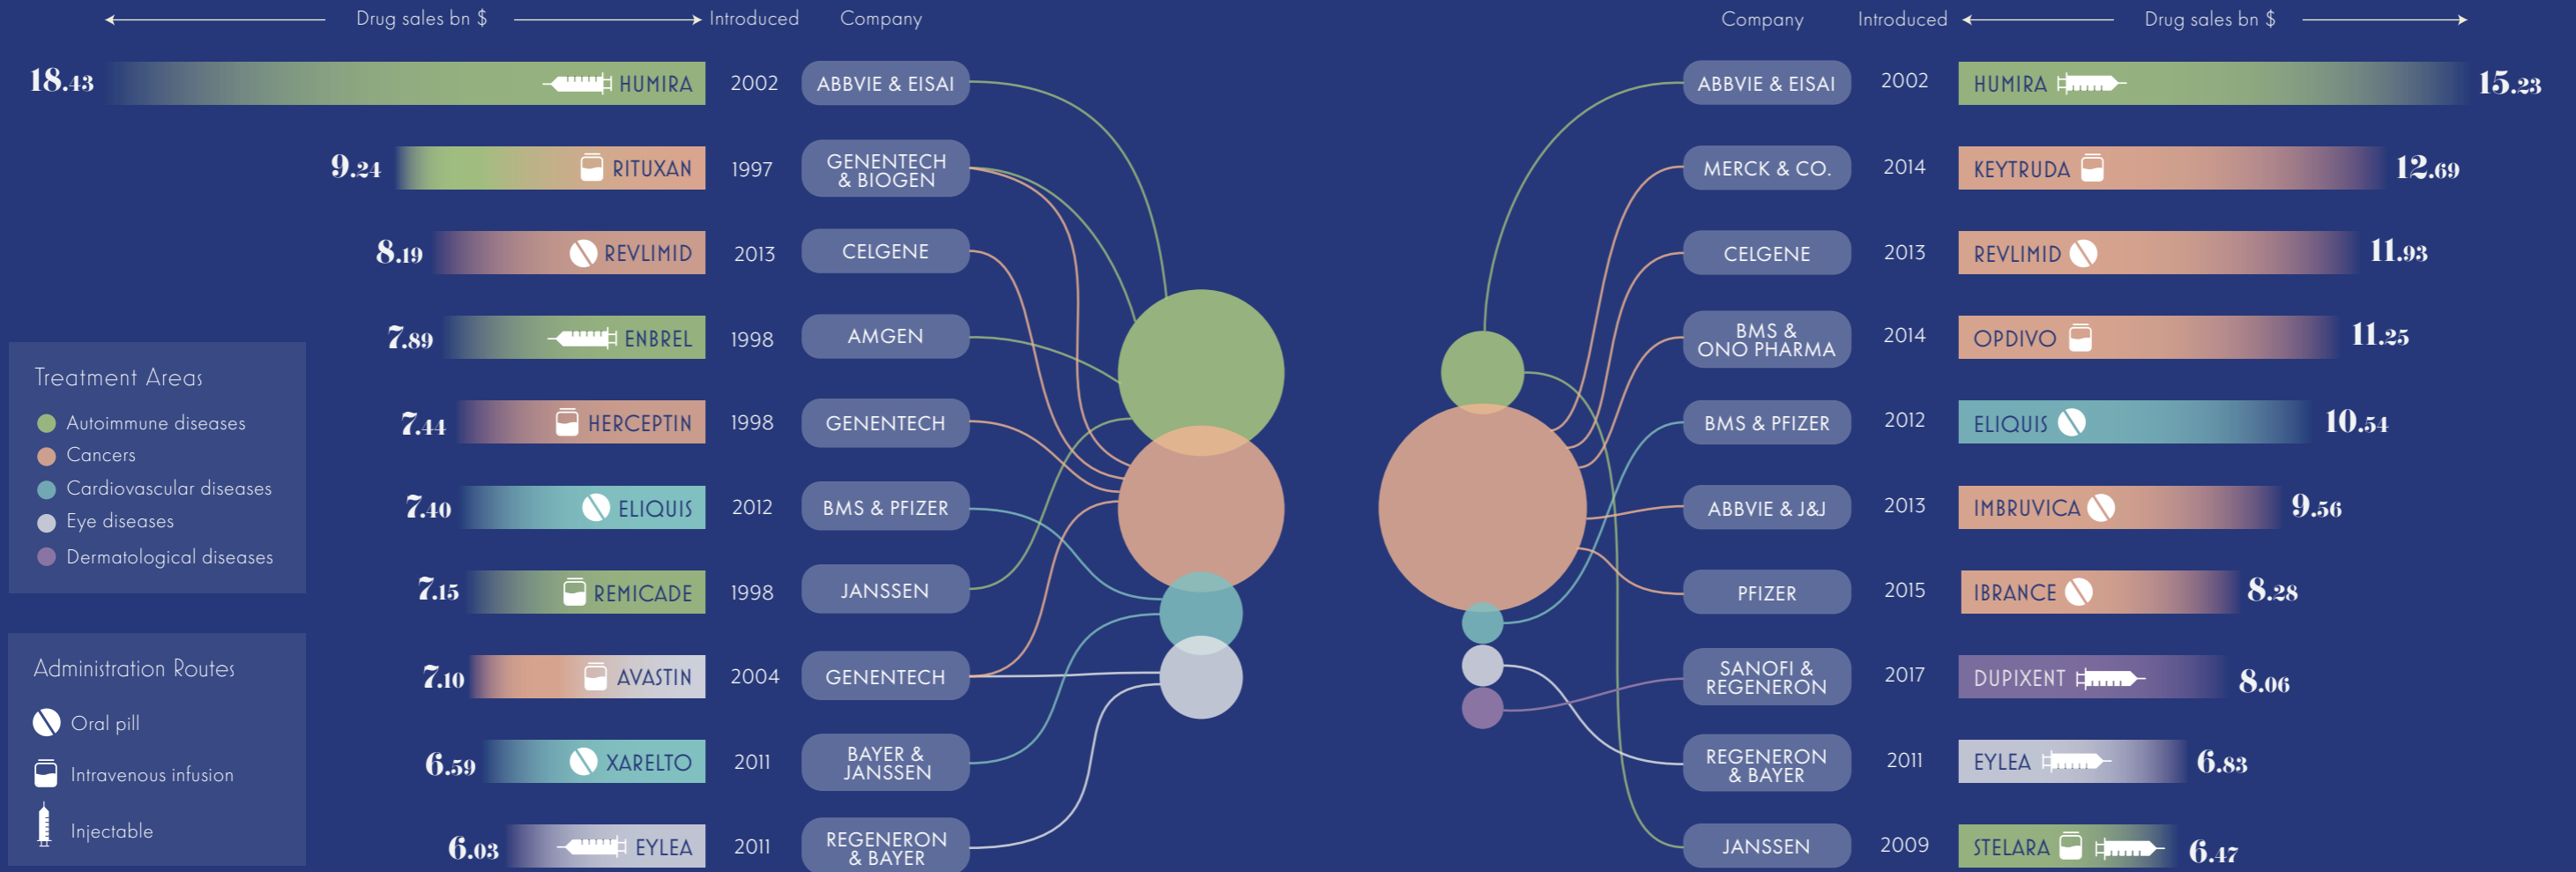 Drug sales bn $ Introduced Company
18.43 HUMIRA 2002 ABBVIE & EISAI
9.24 RITUXAN 1997 GENENTECH
& BIOGEN
8.19 REVLIMID 2013 CELGENE
7.89 ENBREL 1998 AMGEN
7.44 HERCEPTIN 1998 GENENTECH
7.40 ELIQUIS 2012 BMS & PFIZER
7.15 REMICADE 1998 JANSSEN
7.10 AVASTIN 2004 GENENTECH
6.59 XARELTO 2011 BAYER &
JANSSEN
6.03 EYLEA 2011 REGENERON
& BAYER
Treatment Areas
Autoimmune diseases
Cancers
Cardiovascular diseases
Eye diseases
Dermatological diseases
Administration Routes
Oral pill
Intravenous infusion
Injectable
Company Introduced Drug sales bn $
ABBVIE & EISAI 2002 HUMIRA 15.23
MERCK & CO. 2014 KEYTRUDA 12.69
CELGENE 2013 REVLIMID 11.93
BMS &
ONO PHARMA 2014 OPDIVO 11.25
BMS & PFIZER 2012 ELIQUIS 10.54
ABBVIE & J&J 2013 IMBRUVICA 9.56
PFIZER 2015 IBRANCE 8.28
SANOFI &
REGENERON 2017 DUPIXENT 8.06
REGENERON
& BAYER 2011 EYLEA 6.83
JANSSEN 2009 STELARA 6.47